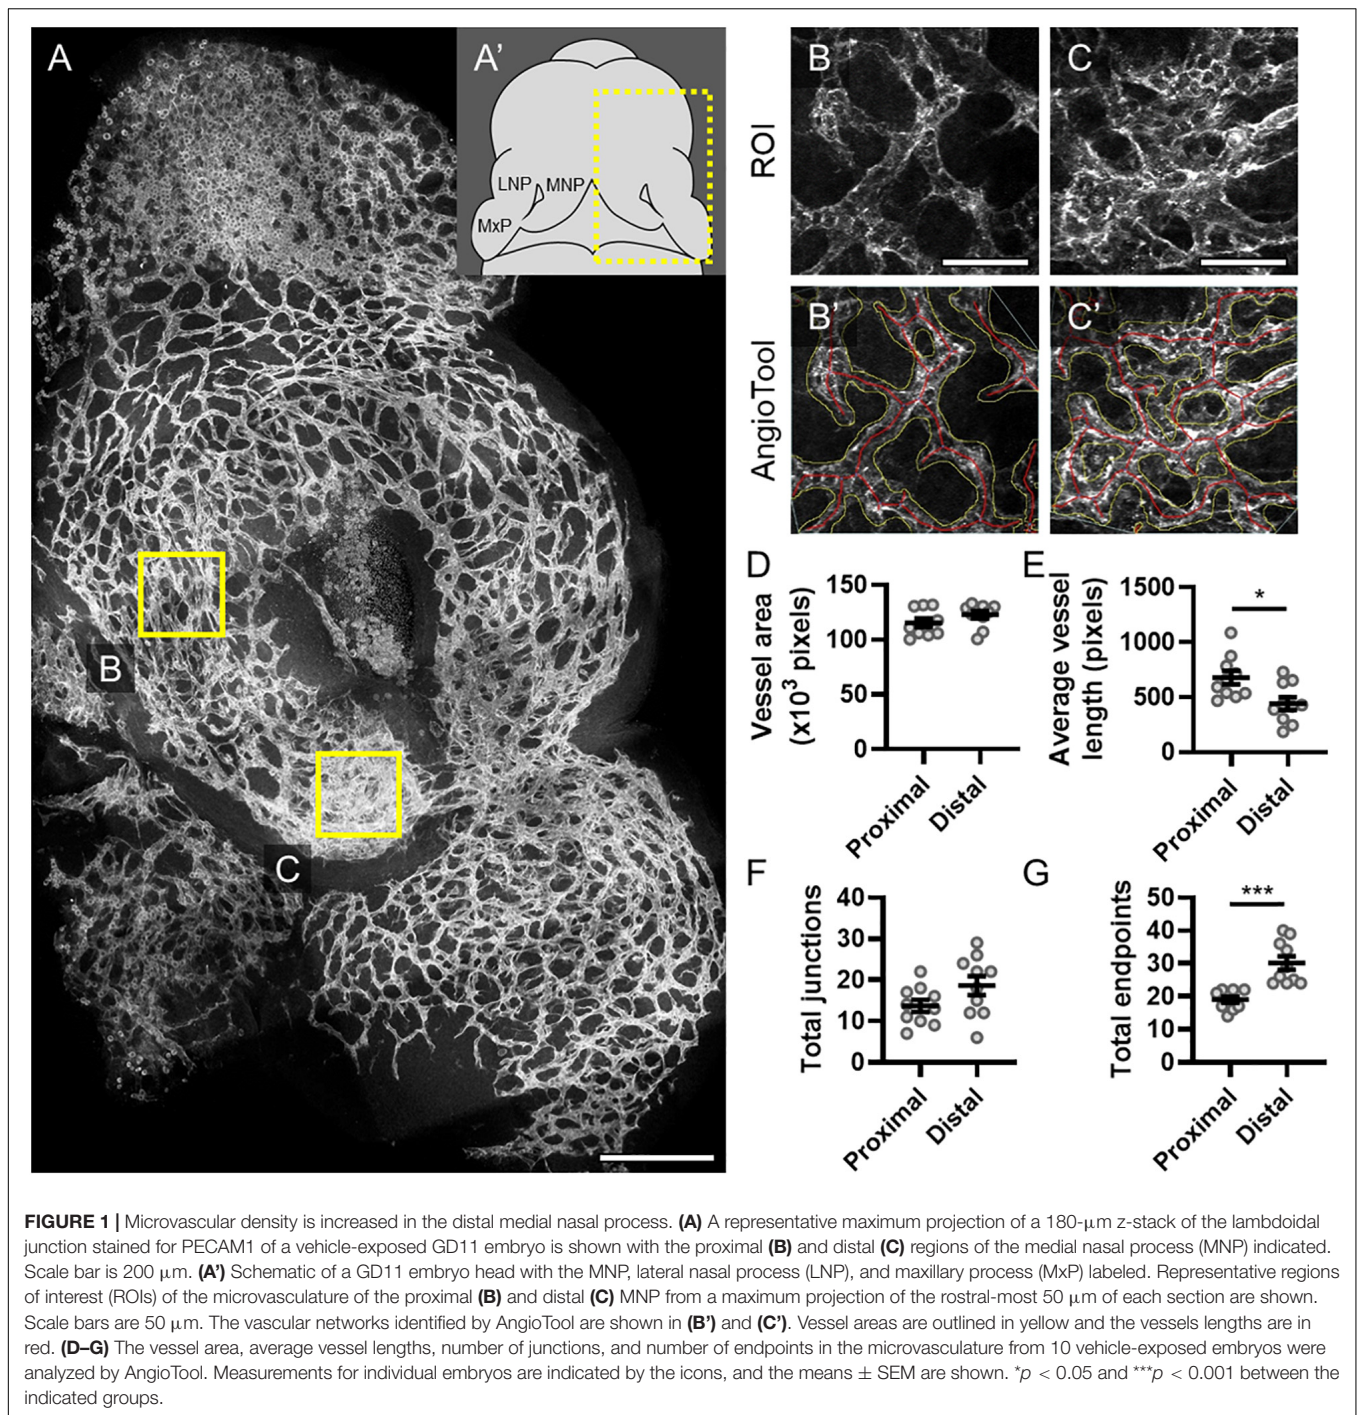 A
A'
LNP
MNP
MxP
B
C
ROI
B
C
AngioTool
B'
C'
D
Vessel area
(x10³ pixels)
150
100
50
0
Proximal
Distal
E
Average vessel
length (pixels)
1500
1000
500
0
*
Proximal
Distal
F
Total junctions
40
30
20
10
0
Proximal
Distal
G
Total endpoints
50
40
30
20
10
0
***
Proximal
Distal
FIGURE 1 | Microvascular density is increased in the distal medial nasal process. (A) A representative maximum projection of a 180-μm z-stack of the lambdoidal
junction stained for PECAM1 of a vehicle-exposed GD11 embryo is shown with the proximal (B) and distal (C) regions of the medial nasal process (MNP) indicated.
Scale bar is 200 μm. (A') Schematic of a GD11 embryo head with the MNP, lateral nasal process (LNP), and maxillary process (MxP) labeled. Representative regions
of interest (ROIs) of the microvasculature of the proximal (B) and distal (C) MNP from a maximum projection of the rostral-most 50 μm of each section are shown.
Scale bars are 50 μm. The vascular networks identified by AngioTool are shown in (B') and (C'). Vessel areas are outlined in yellow and the vessels lengths are in
red. (D–G) The vessel area, average vessel lengths, number of junctions, and number of endpoints in the microvasculature from 10 vehicle-exposed embryos were
analyzed by AngioTool. Measurements for individual embryos are indicated by the icons, and the means ± SEM are shown. *p < 0.05 and ***p < 0.001 between the
indicated groups.